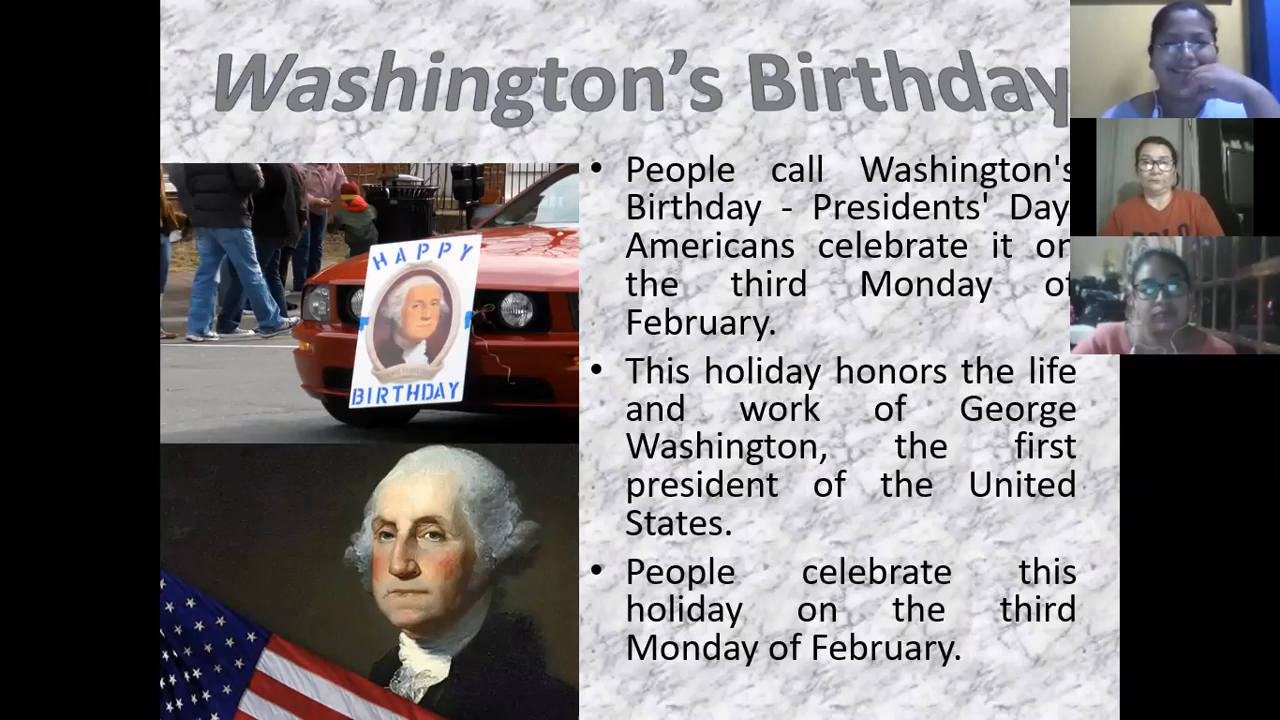 Washington's Birthday
People call Washington's
Birthday - Presidents' Day
Americans celebrate it on
the third Monday of
February.
This holiday honors the life
and work of George
Washington, the first
president of the United
States.
People celebrate this
holiday on the third
Monday of February.
HAPPY
BIRTHDAY